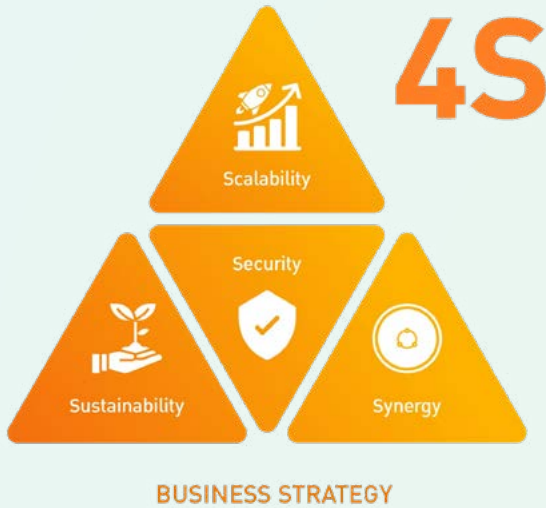 4S
Scalability
Security
Sustainability
Synergy
BUSINESS STRATEGY